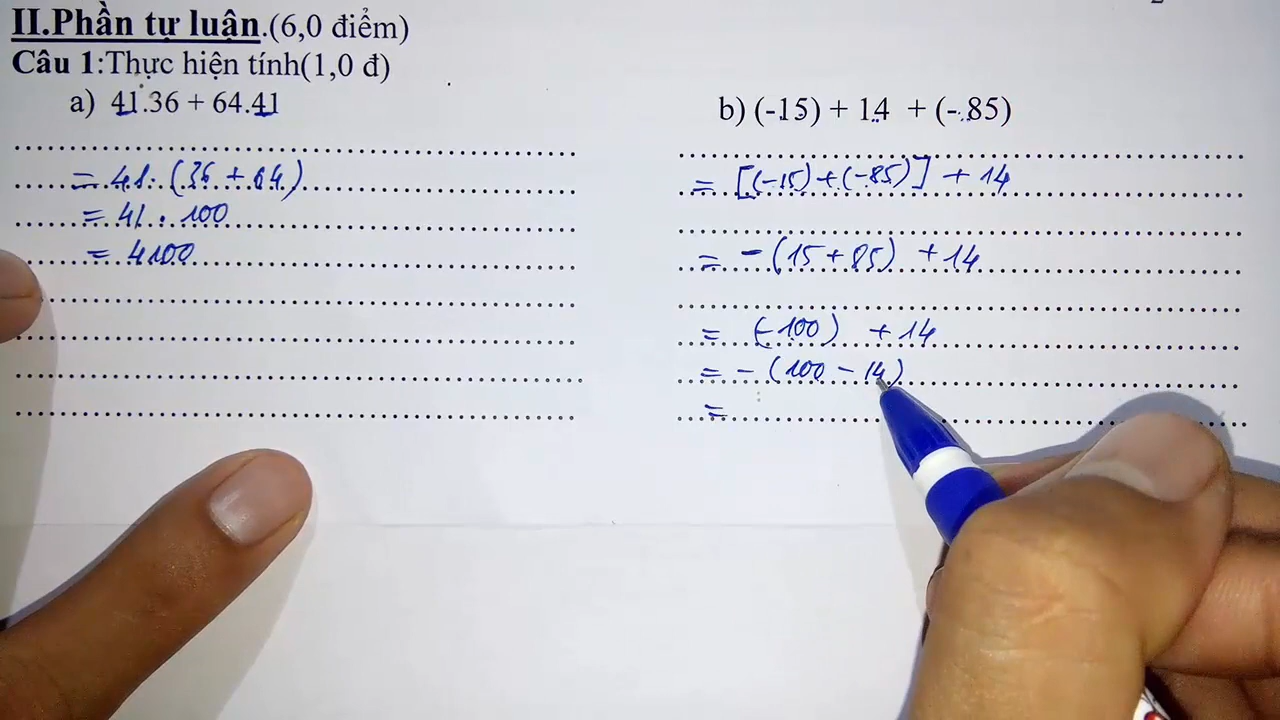 II.Phần tự luận.(6,0 điểm)
Câu 1:Thực hiện tính(1,0 đ)
a) 41.36 + 64.41
= 41.(36 + 64)
= 41.100
= 4100
b) (-15) + 14 + (-85)
= [(-15)+(-85)] + 14
= -(15+85) +14
= (-100) +14
= -(100 - 14)
=